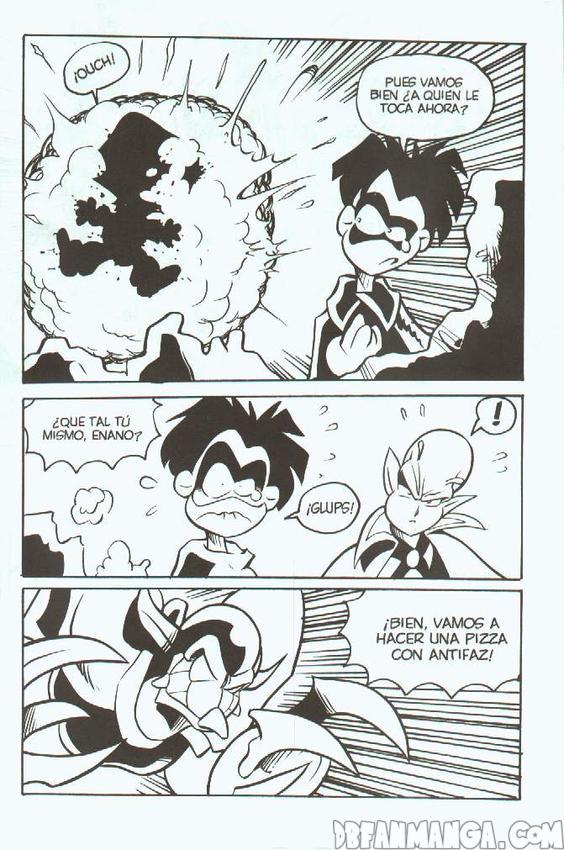 ¡OUCH!
PUES VAMOS
BIEN ¿A QUIEN LE
TOCA AHORA?
¿QUE TAL TÚ
MISMO, ENANO?
¡GLUPS!
!
¡BIEN, VAMOS A
HACER UNA PIZZA
CON ANTIFAZ!
DBFANMANGA.COM